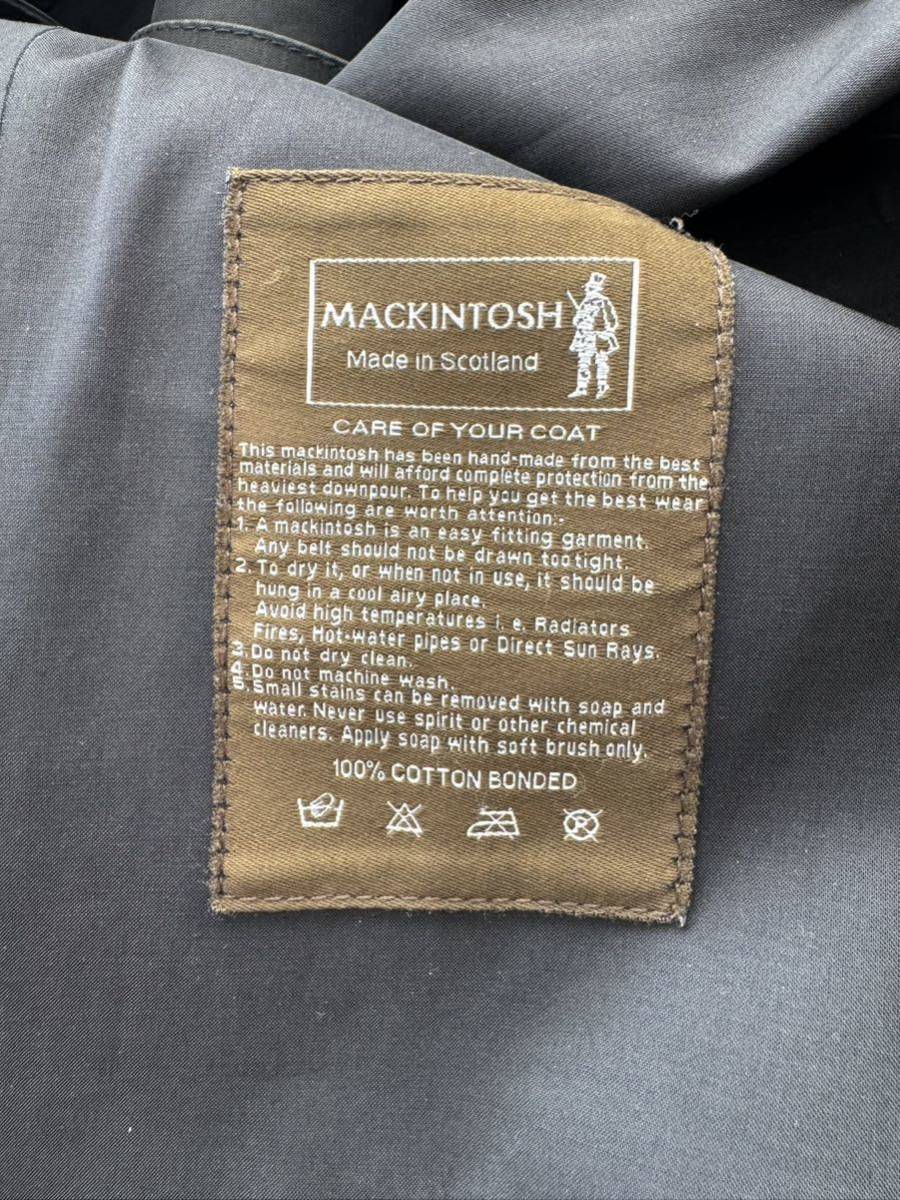 MACKINTOSH
Made in Scotland
CARE OF YOUR COAT
This mackintosh has been hand-made from the best
materials and will afford complete protection from the
heaviest downpour. To help you get the best wear
the following are worth attention:-
1. A mackintosh is an easy fitting garment.
Any belt should not be drawn too tight.
2. To dry it, or when not in use, it should be
hung in a cool airy place.
Avoid high temperatures i. e. Radiators
Fires, Hot-water pipes or Direct Sun Rays.
3. Do not dry clean.
4. Do not machine wash.
5. Small stains can be removed with soap and
water. Never use spirit or other chemical
cleaners. Apply soap with soft brush only.
100% COTTON BONDED
P